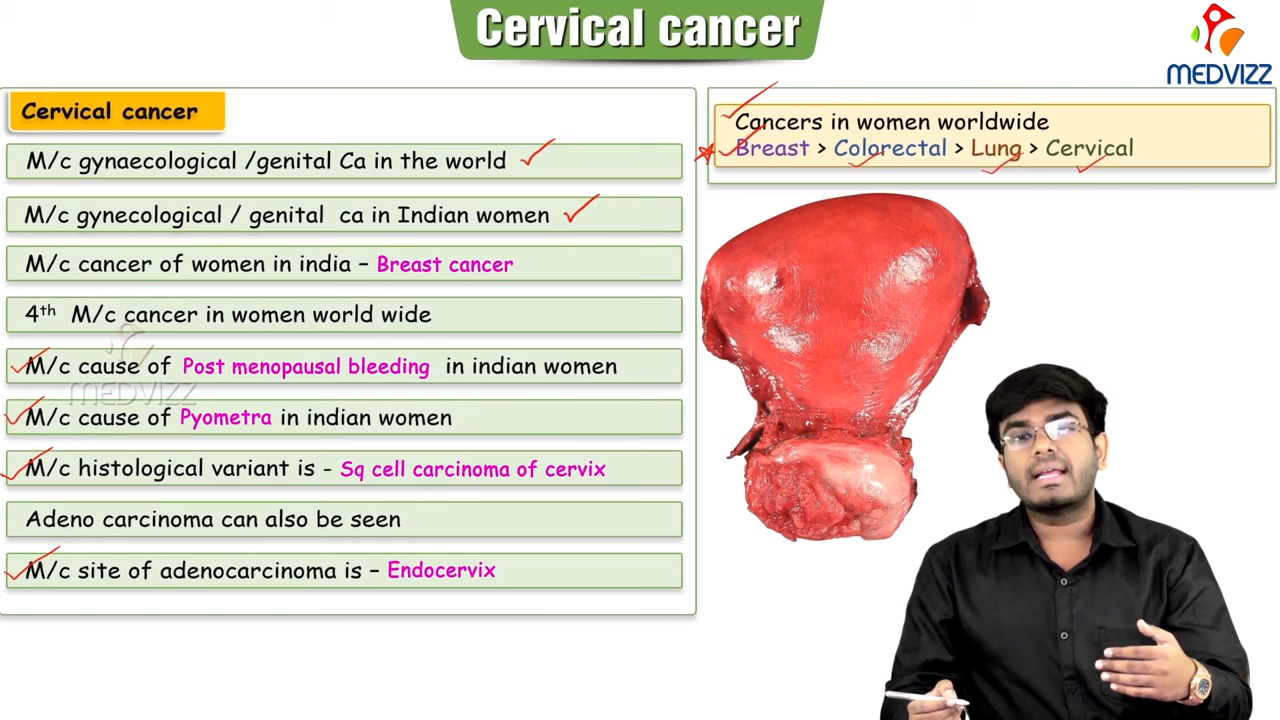 Cervical cancer
MEDVIZZ
Cervical cancer
M/c gynaecological /genital Ca in the world
M/c gynecological / genital ca in Indian women
M/c cancer of women in india – Breast cancer
4th M/c cancer in women world wide
M/c cause of Post menopausal bleeding in indian women
MEDVIZZ
M/c cause of Pyometra in indian women
M/c histological variant is - Sq cell carcinoma of cervix
Adeno carcinoma can also be seen
M/c site of adenocarcinoma is – Endocervix
Cancers in women worldwide
Breast > Colorectal > Lung > Cervical